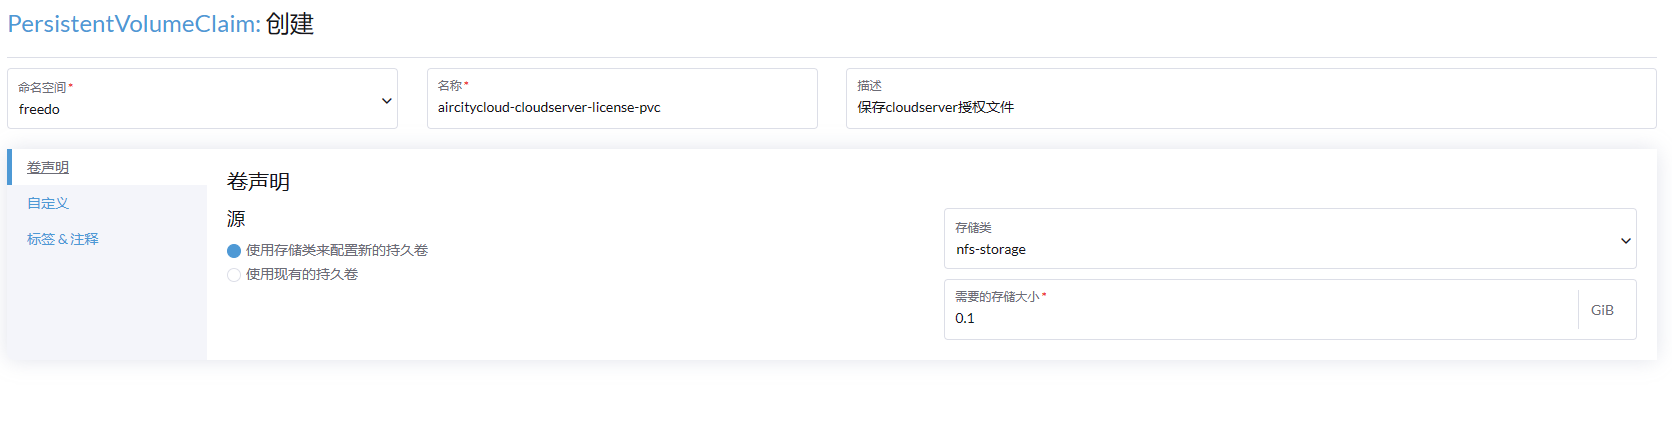 PersistentVolumeClaim: 创建
命名空间*
freedo
名称*
aircitycloud-cloudserver-license-pvc
描述
保存cloudserver授权文件
卷声明
自定义
标签 & 注释
卷声明
源
使用存储类来配置新的持久卷
使用现有的持久卷
存储类
nfs-storage
需要的存储大小*
0.1
GiB